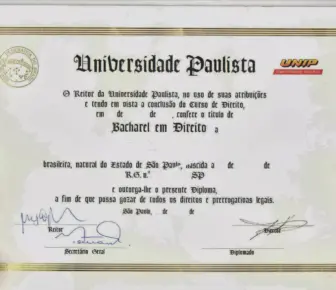 Universidade Paulista
UNIP
O Reitor da Universidade Paulista, no uso de suas atribuições
e tendo em vista a conclusão do Curso de Direito,
em de de , confere o título de
Bacharel em Direito a
brasileira, natural do Estado de São Paulo, nascida a de de
R.G. n.º SP
e outorga-lhe o presente Diploma,
a fim de que possa gozar de todos os direitos e prerrogativas legais.
São Paulo, de de
Reitor
Secretário Geral
Diplomado